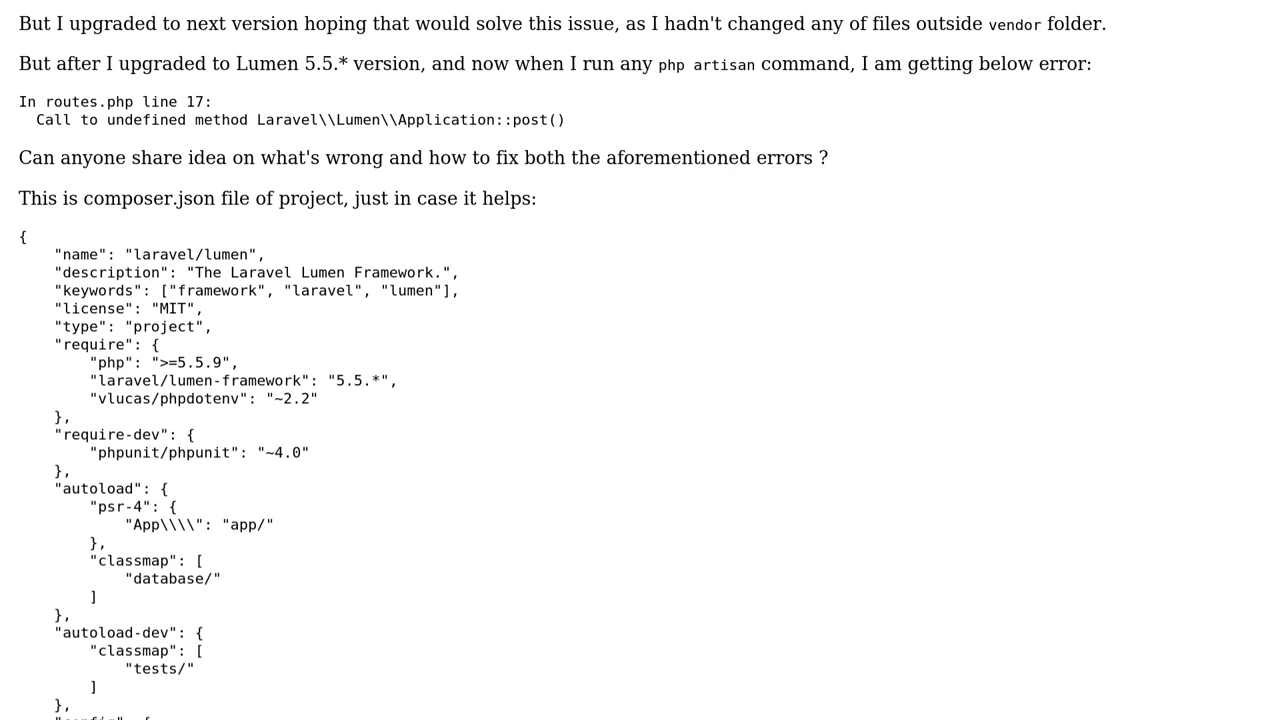 But I upgraded to next version hoping that would solve this issue, as I hadn't changed any of files outside vendor folder.
But after I upgraded to Lumen 5.5.* version, and now when I run any php artisan command, I am getting below error:
In routes.php line 17:
  Call to undefined method Laravel\\Lumen\\Application::post()
Can anyone share idea on what's wrong and how to fix both the aforementioned errors ?
This is composer.json file of project, just in case it helps:
{
    "name": "laravel/lumen",
    "description": "The Laravel Lumen Framework.",
    "keywords": ["framework", "laravel", "lumen"],
    "license": "MIT",
    "type": "project",
    "require": {
        "php": ">=5.5.9",
        "laravel/lumen-framework": "5.5.*",
        "vlucas/phpdotenv": "~2.2"
    },
    "require-dev": {
        "phpunit/phpunit": "~4.0"
    },
    "autoload": {
        "psr-4": {
            "App\\\\": "app/"
        },
        "classmap": [
            "database/"
        ]
    },
    "autoload-dev": {
        "classmap": [
            "tests/"
        ]
    },